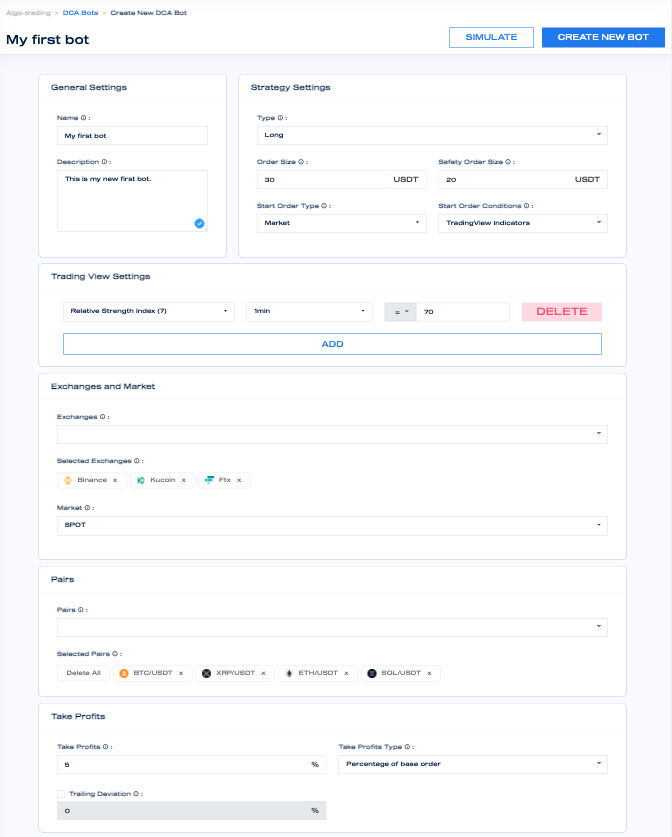 Algo-trading > DCA Bots > Create New DCA Bot
My first bot
SIMULATE
CREATE NEW BOT
General Settings
Name :
My first bot
Description :
This is my new first bot.
Strategy Settings
Type :
Long
Order Size : Safety Order Size :
30 USDT 20 USDT
Start Order Type : Start Order Conditions :
Market TradingView Indicators
Trading View Settings
Relative Strength Index (7) 1min = 70 DELETE
ADD
Exchanges and Market
Exchanges :
Selected Exchanges :
Binance x Kucoin x Ftx x
Market :
SPOT
Pairs
Pairs :
Selected Pairs :
Delete All BTC/USDT x XRP/USDT x ETH/USDT x SOL/USDT x
Take Profits
Take Profits : Take Profits Type :
5 % Percentage of base order
Trailing Deviation :
0 %